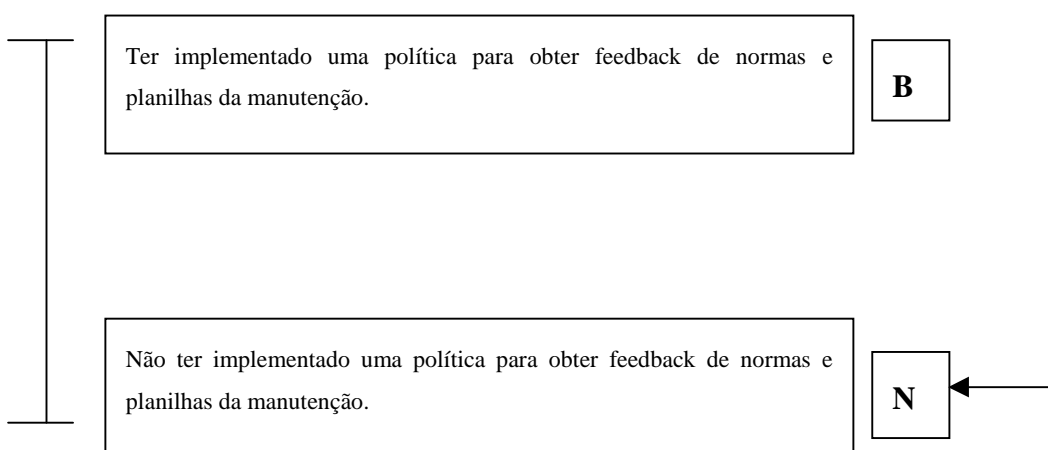 Ter implementado uma política para obter feedback de normas e
planilhas da manutenção.
B
Não ter implementado uma política para obter feedback de normas e
planilhas da manutenção.
N